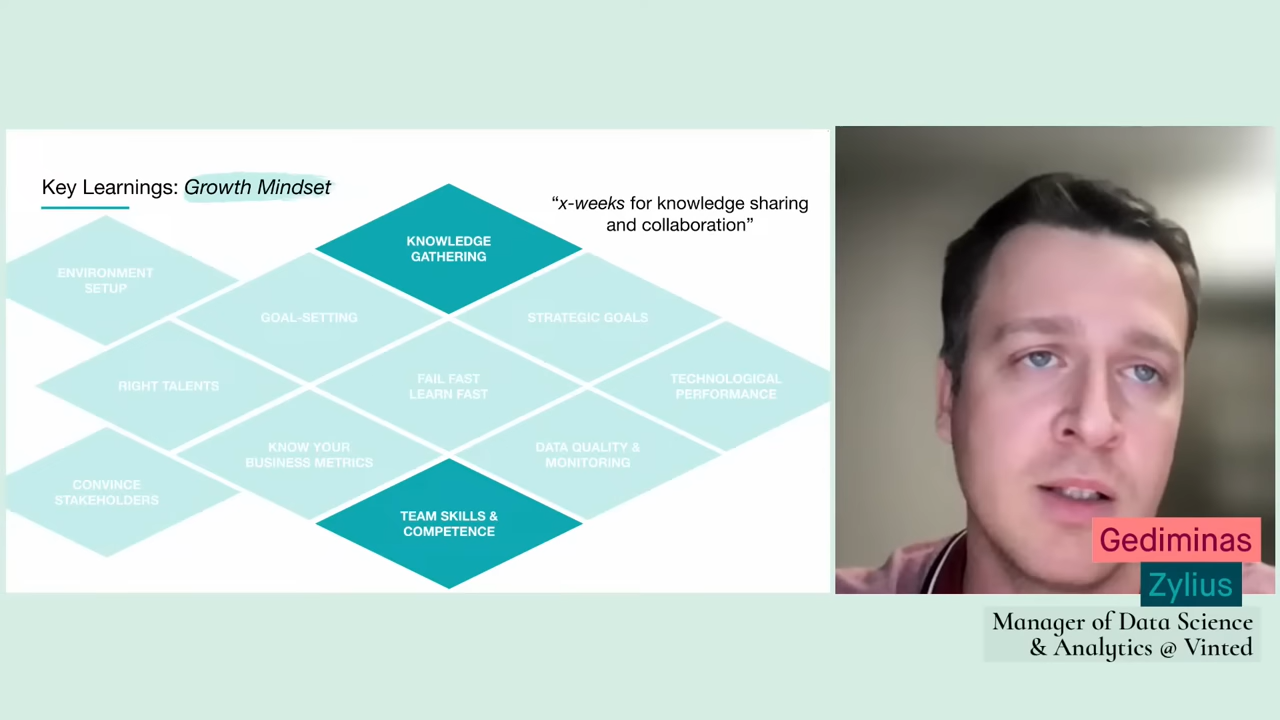 Key Learnings: Growth Mindset
“x-weeks for knowledge sharing
and collaboration”
KNOWLEDGE
GATHERING
ENVIRONMENT
SETUP
GOAL-SETTING
STRATEGIC GOALS
RIGHT TALENTS
FAIL FAST
LEARN FAST
TECHNOLOGICAL
PERFORMANCE
KNOW YOUR
BUSINESS METRICS
DATA QUALITY &
MONITORING
CONVINCE
STAKEHOLDERS
TEAM SKILLS &
COMPETENCE
Gediminas
Zylius
Manager of Data Science
& Analytics @ Vinted